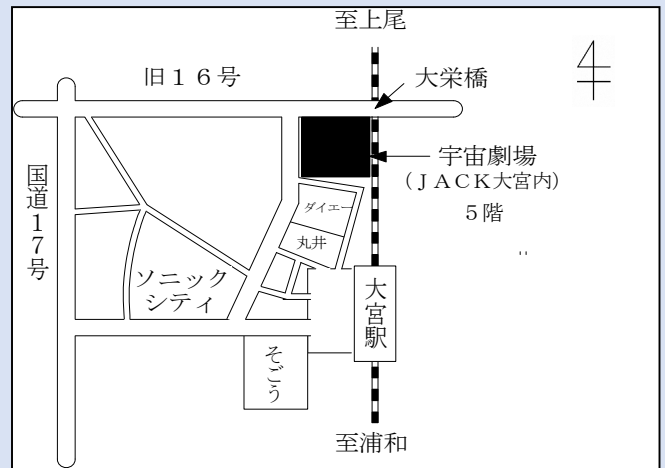 至上尾
旧１６号
大栄橋
宇宙劇場
（ＪＡＣＫ大宮内）
５階
国道１７号
ダイエー
丸井
ソニック
シティ
大宮駅
そごう
至浦和